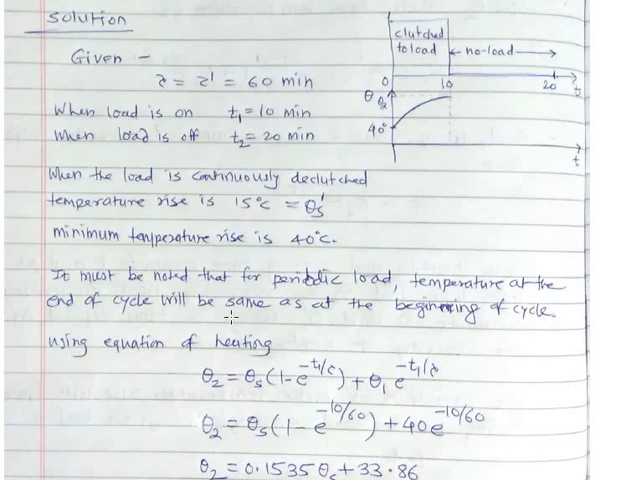 Solution
Given -
τ = τ' = 60 min
When load is on t₁ = 10 min
When load is off t₂ = 20 min
clutched
to load
no-load
0 10 20 t
θ
θ₂
40°
t
When the load is continuously declutched
temperature rise is 15°c = θs'
minimum temperature rise is 40°c.
It must be noted that for periodic load, temperature at the
end of cycle will be same as at the beginning of cycle.
using equation of heating
θ₂ = θs(1-e^{-t₁/τ}) + θ₁ e^{-t₁/τ}
θ₂ = θs(1-e^{-10/60}) + 40e^{-10/60}
θ₂ = 0.1535θs + 33.86